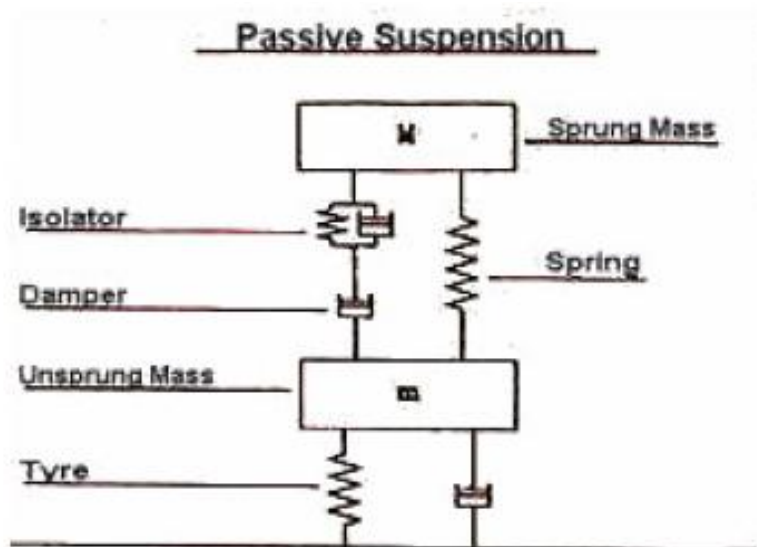 Passive Suspension
M
Sprung Mass
Isolator
Spring
Damper
Unsprung Mass
m
Tyre